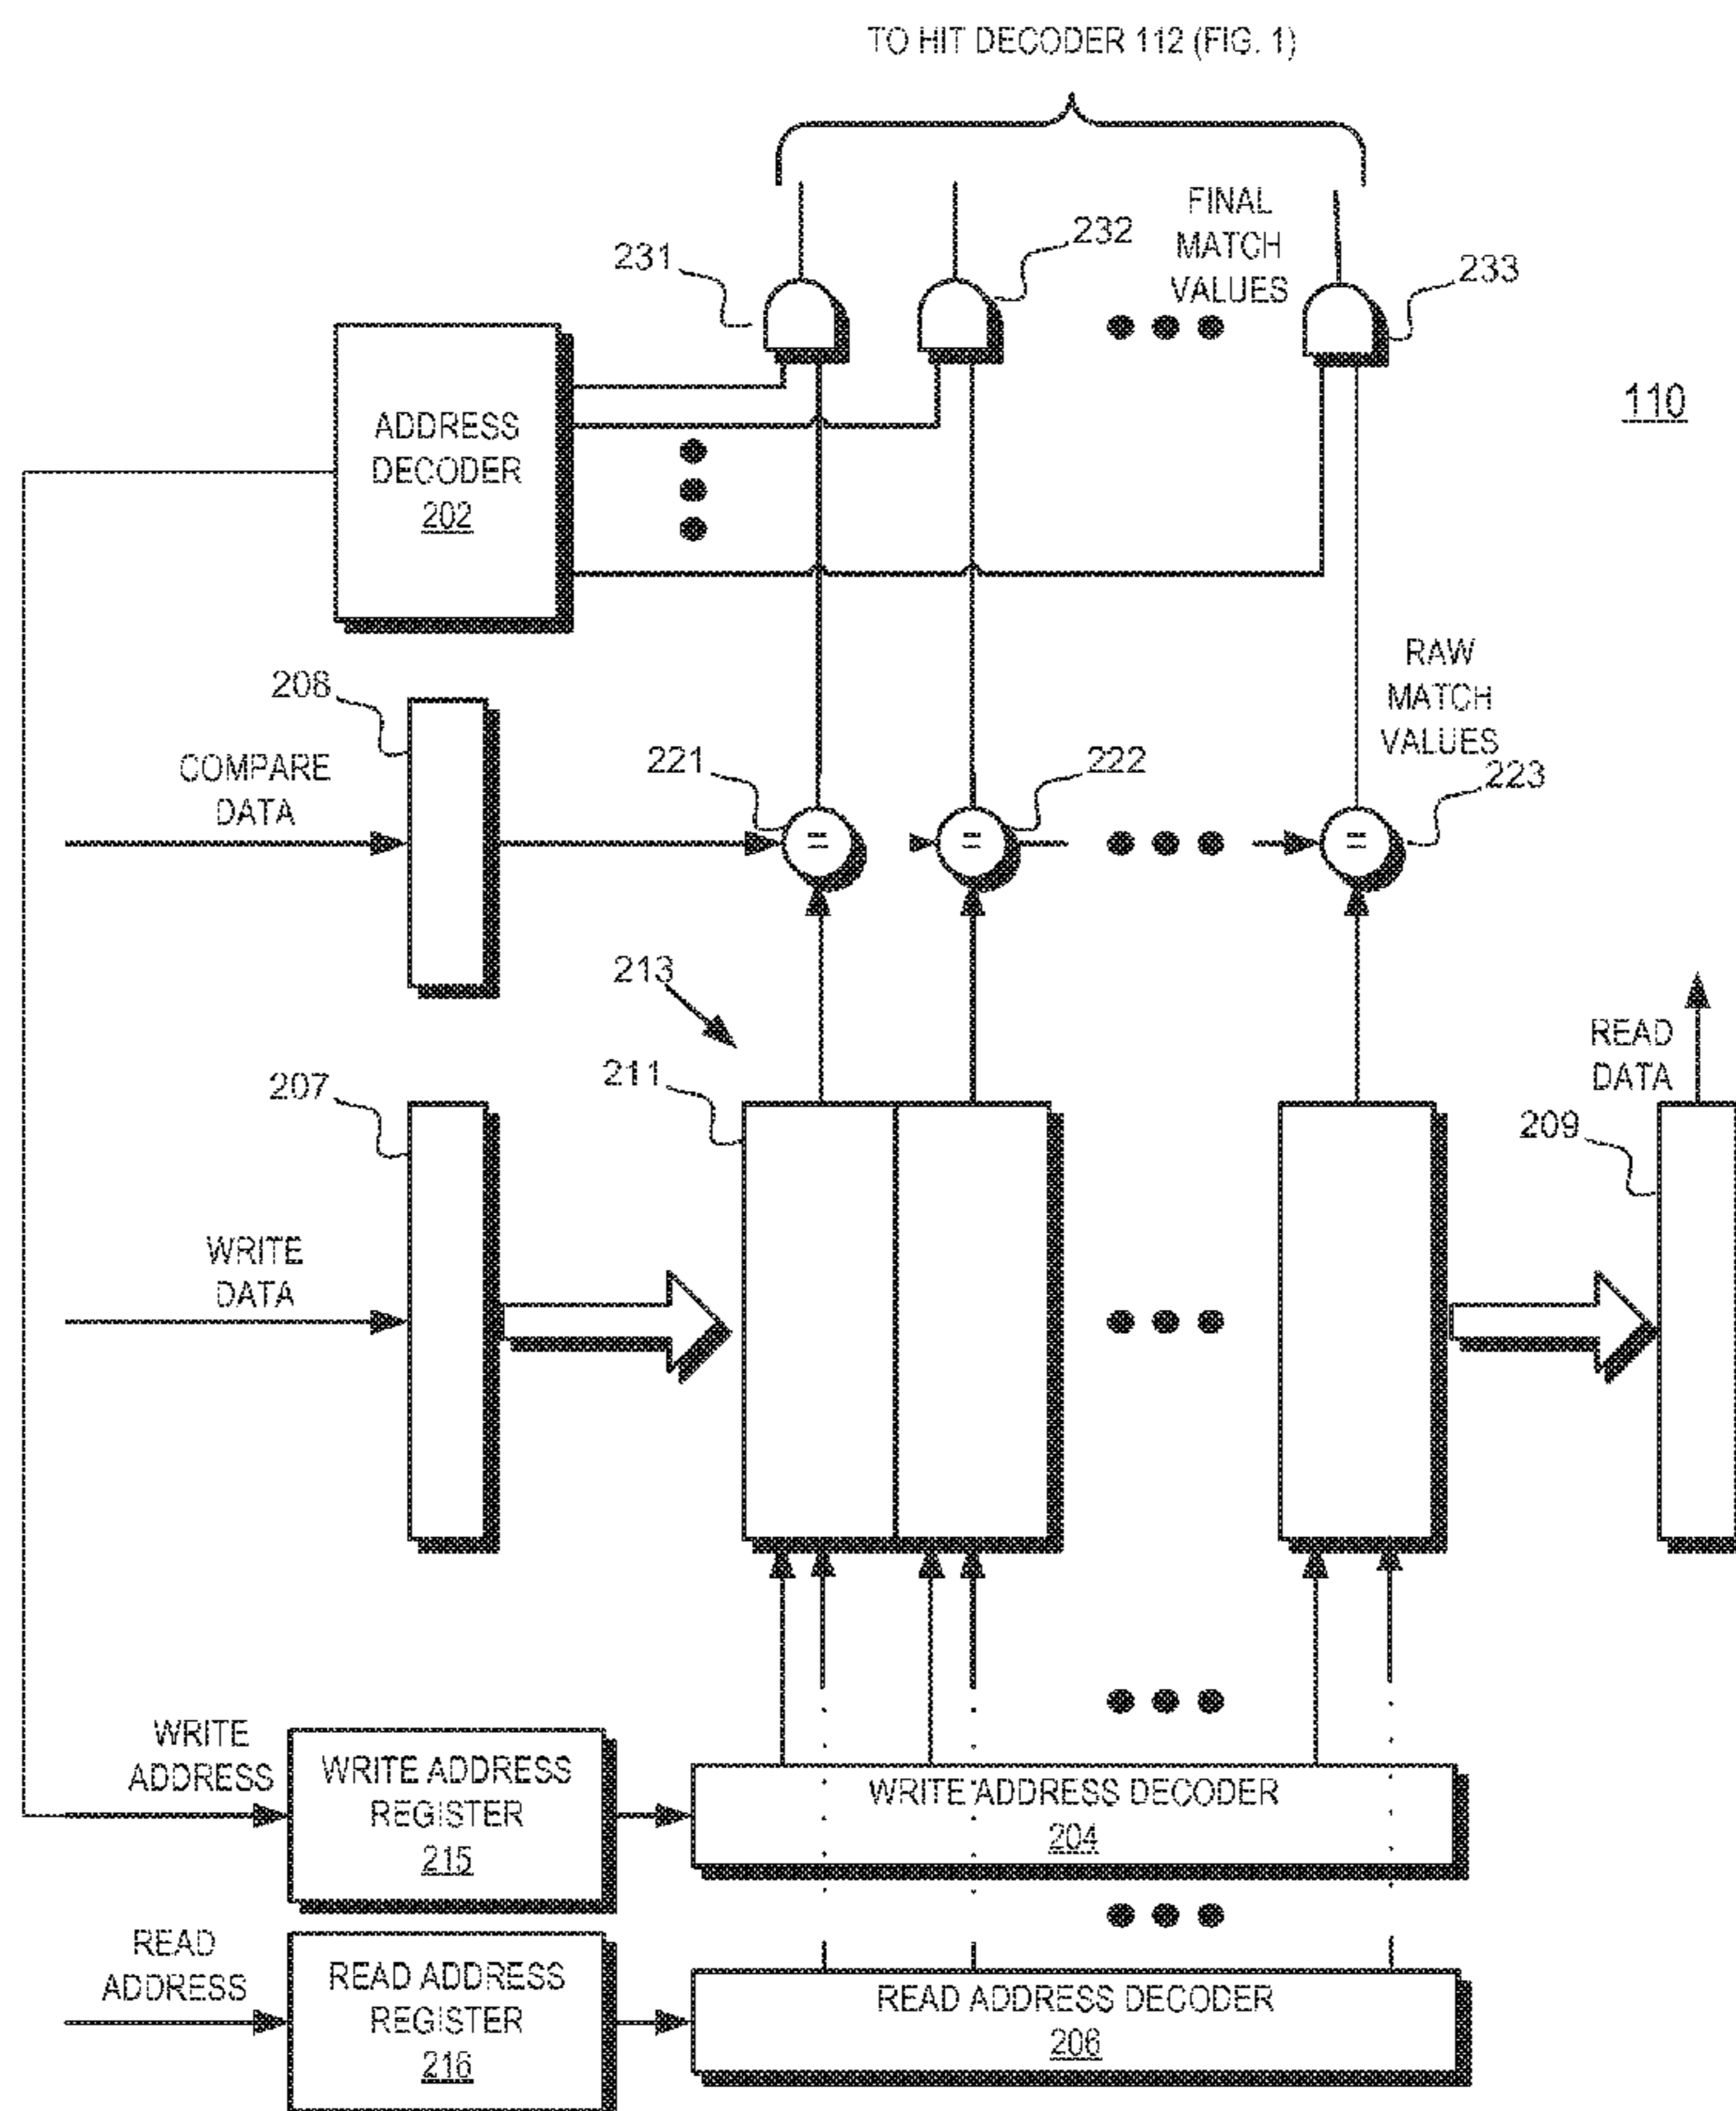 TO HIT DECODER 112 (FIG. 1)
FINAL
MATCH
VALUES
231
232
233
110
ADDRESS
DECODER
202
RAW
MATCH
VALUES
208
COMPARE
DATA
221
=
222
=
223
=
213
READ
DATA
207
211
209
WRITE
DATA
WRITE
ADDRESS
WRITE ADDRESS
REGISTER
215
WRITE ADDRESS DECODER
204
READ
ADDRESS
READ ADDRESS
REGISTER
216
READ ADDRESS DECODER
206